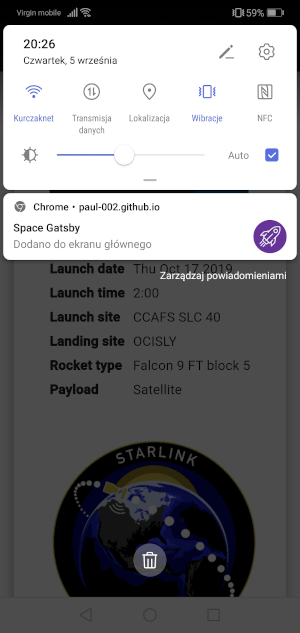 Virgin mobile 59%
20:26
Czwartek, 5 września
Kurczaknet Transmisja danych Lokalizacja Wibracje NFC
Auto
Chrome • paul-002.github.io
Space Gatsby
Dodano do ekranu głównego
Zarządzaj powiadomieniami
Launch date Thu Oct 17 2019
Launch time 2:00
Launch site CCAFS SLC 40
Landing site OCISLY
Rocket type Falcon 9 FT block 5
Payload Satellite
STARLINK